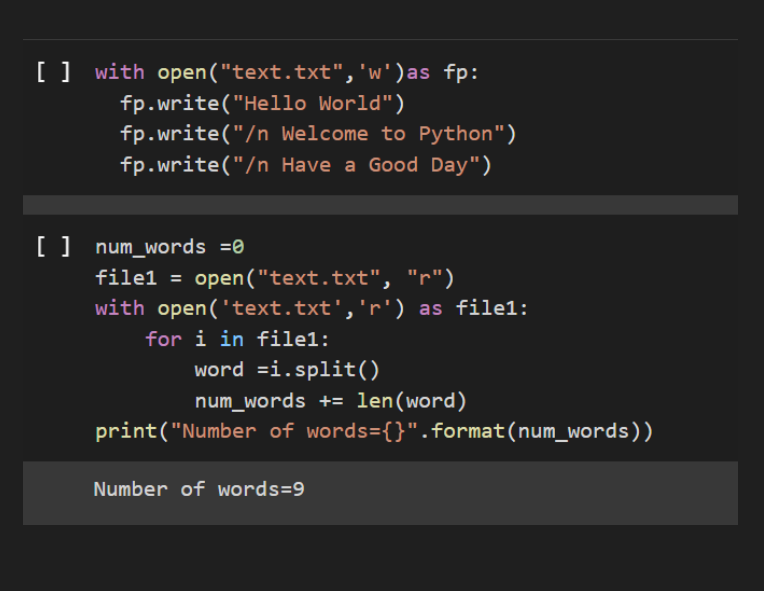 [ ] with open("text.txt",'w')as fp:
fp.write("Hello World")
fp.write("/n Welcome to Python")
fp.write("/n Have a Good Day")
[ ] num_words =0
file1 = open("text.txt", "r")
with open('text.txt','r') as file1:
for i in file1:
word =i.split()
num_words += len(word)
print("Number of words={}".format(num_words))
Number of words=9